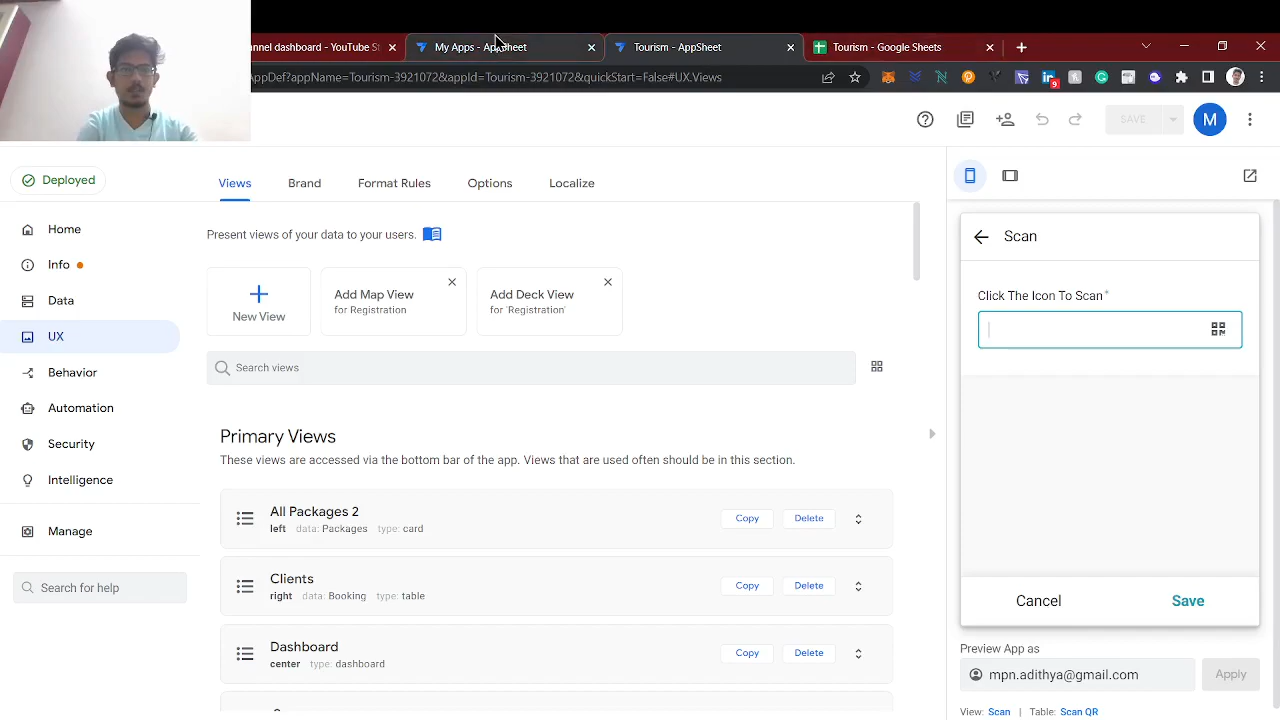 nnel dashboard - YouTube St
My Apps - AppSheet
Tourism - AppSheet
Tourism - Google Sheets
AppDef?appName=Tourism-3921072&appId=Tourism-3921072&quickStart=False#UX.Views
9
SAVE
M
Deployed
Home
Info
Data
UX
Behavior
Automation
Security
Intelligence
Manage
Search for help
Views
Brand
Format Rules
Options
Localize
Present views of your data to your users.
New View
Add Map View
for Registration
Add Deck View
for 'Registration'
Search views
Primary Views
These views are accessed via the bottom bar of the app. Views that are used often should be in this section.
All Packages 2
left data: Packages type: card
Copy
Delete
Clients
right data: Booking type: table
Copy
Delete
Dashboard
center type: dashboard
Copy
Delete
Scan
Click The Icon To Scan*
Cancel
Save
Preview App as
mpn.adithya@gmail.com
Apply
View: Scan | Table: Scan QR